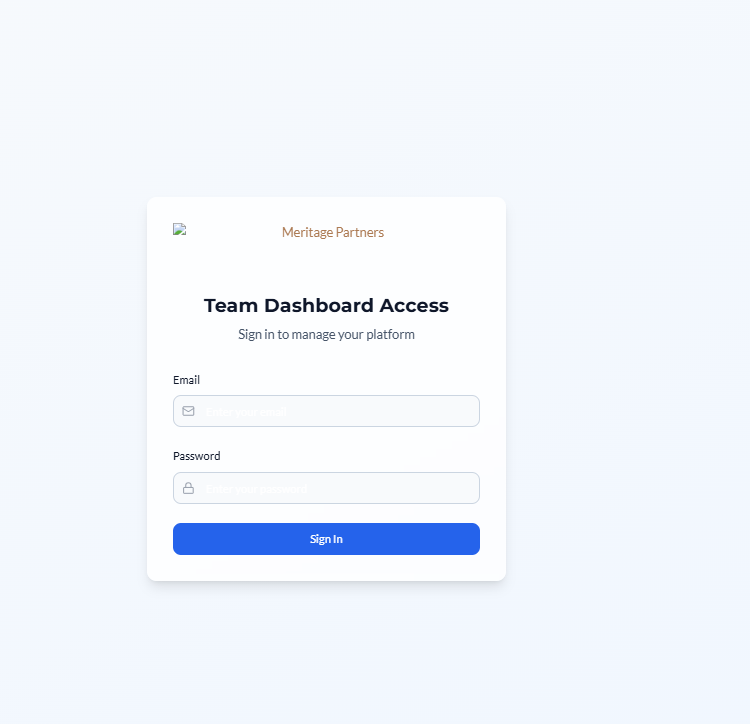 Meritage Partners
Team Dashboard Access
Sign in to manage your platform
Email
Enter your email
Password
Enter your password
Sign In